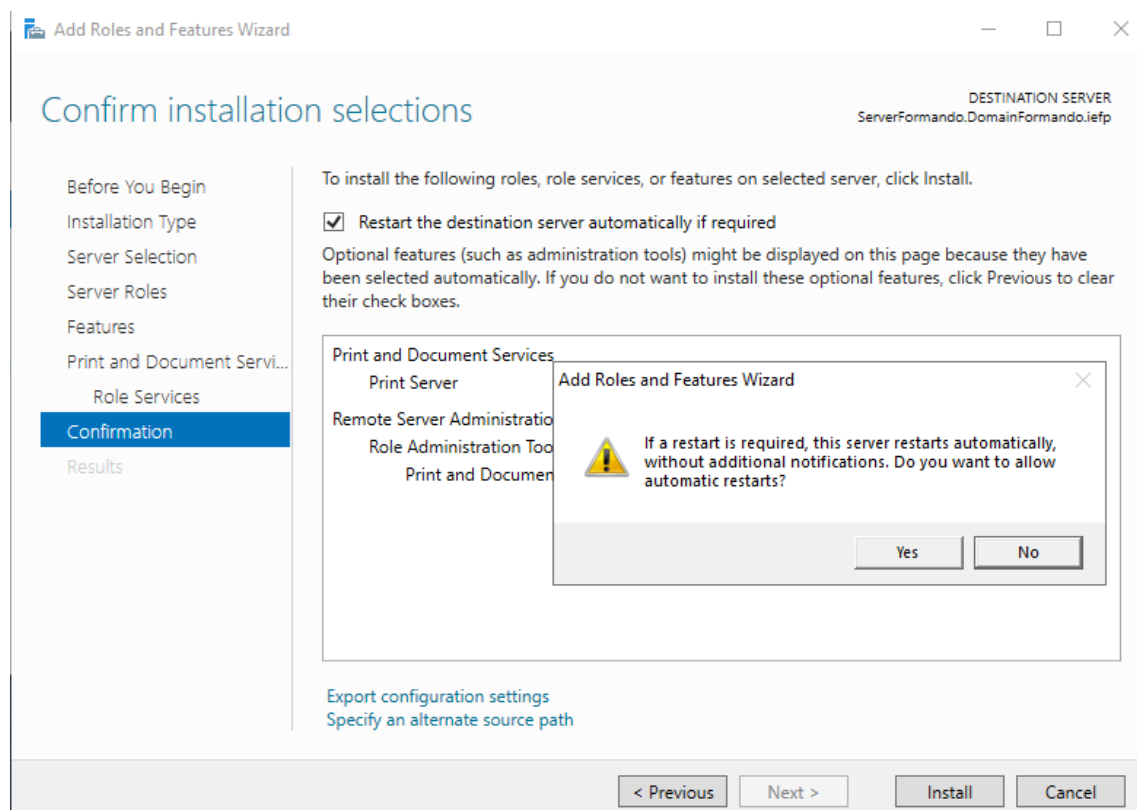 Add Roles and Features Wizard
Confirm installation selections
DESTINATION SERVER
ServerFormando.DomainFormando.iefp
Before You Begin
Installation Type
Server Selection
Server Roles
Features
Print and Document Servi...
Role Services
Confirmation
Results
To install the following roles, role services, or features on selected server, click Install.
Restart the destination server automatically if required
Optional features (such as administration tools) might be displayed on this page because they have
been selected automatically. If you do not want to install these optional features, click Previous to clear
their check boxes.
Print and Document Services
Print Server
Remote Server Administratio
Role Administration Too
Print and Documen
Add Roles and Features Wizard
If a restart is required, this server restarts automatically,
without additional notifications. Do you want to allow
automatic restarts?
Yes
No
Export configuration settings
Specify an alternate source path
< Previous
Next >
Install
Cancel